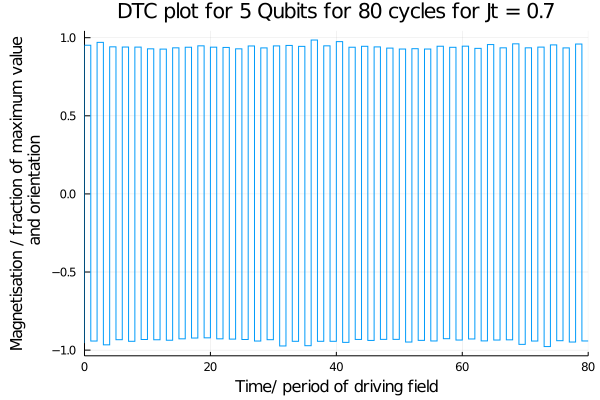 DTC plot for 5 Qubits for 80 cycles for Jt = 0.7
Magnetisation / fraction of maximum value
and orientation
1.0
0.5
0.0
−0.5
−1.0
0 20 40 60 80
Time/ period of driving field